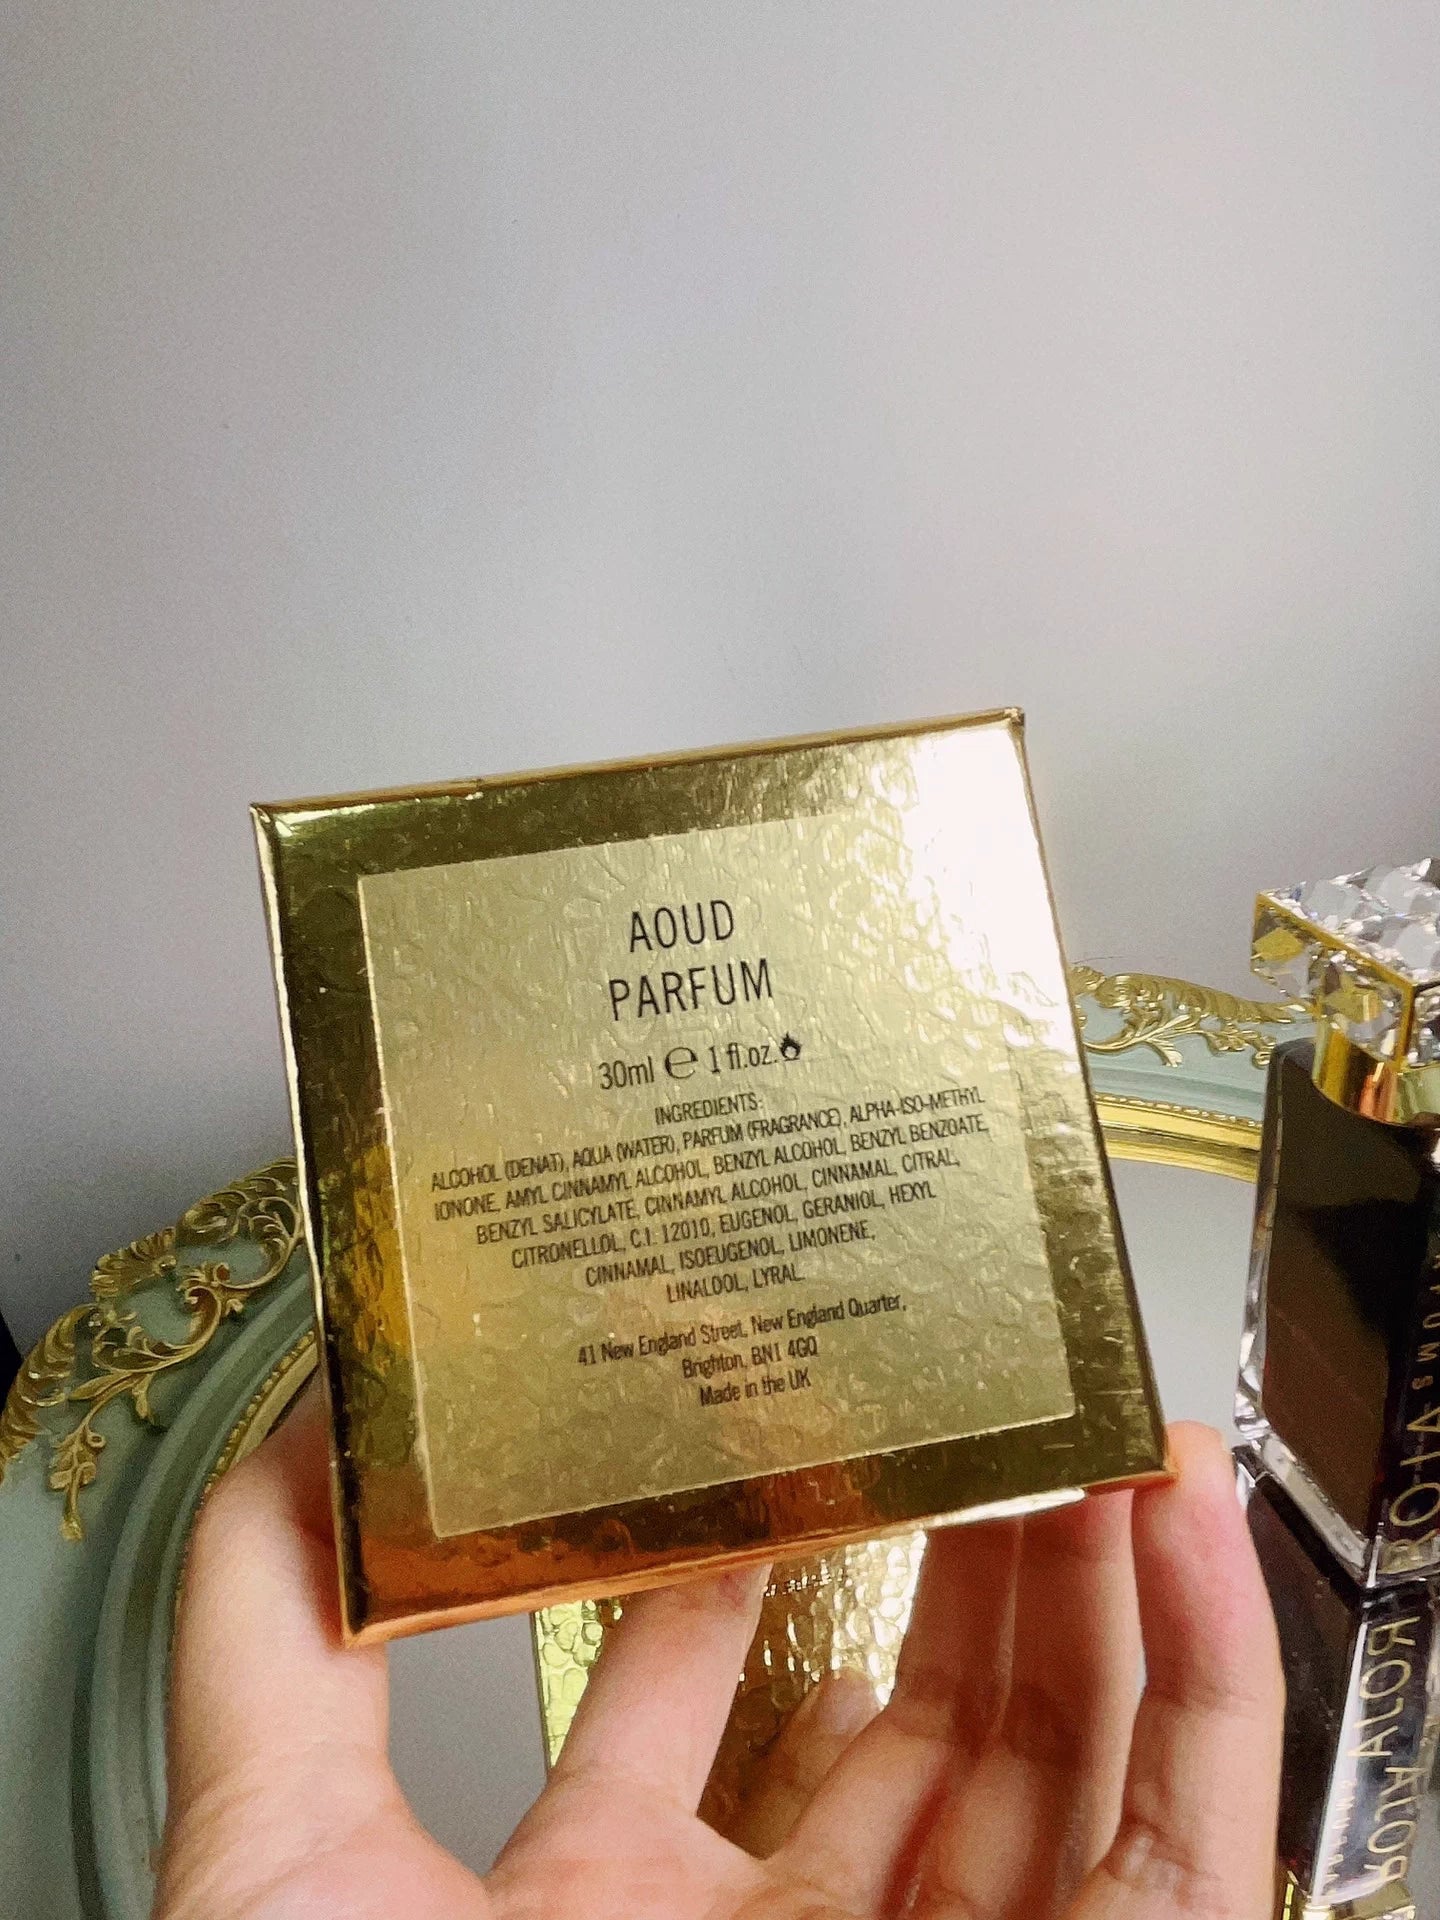 AOUD
PARFUM
30ml ℮ 1 fl.oz.
INGREDIENTS:
ALCOHOL (DENAT), AQUA (WATER), PARFUM (FRAGRANCE), ALPHA-ISO-METHYL
IONONE, AMYL CINNAMYL ALCOHOL, BENZYL ALCOHOL, BENZYL BENZOATE,
BENZYL SALICYLATE, CINNAMYL ALCOHOL, CINNAMAL, CITRAL,
CITRONELLOL, C.I. 12010, EUGENOL, GERANIOL, HEXYL
CINNAMAL, ISOEUGENOL, LIMONENE,
LINALOOL, LYRAL.
41 New England Street, New England Quarter,
Brighton, BN1 4GQ
Made in the UK
ROJA